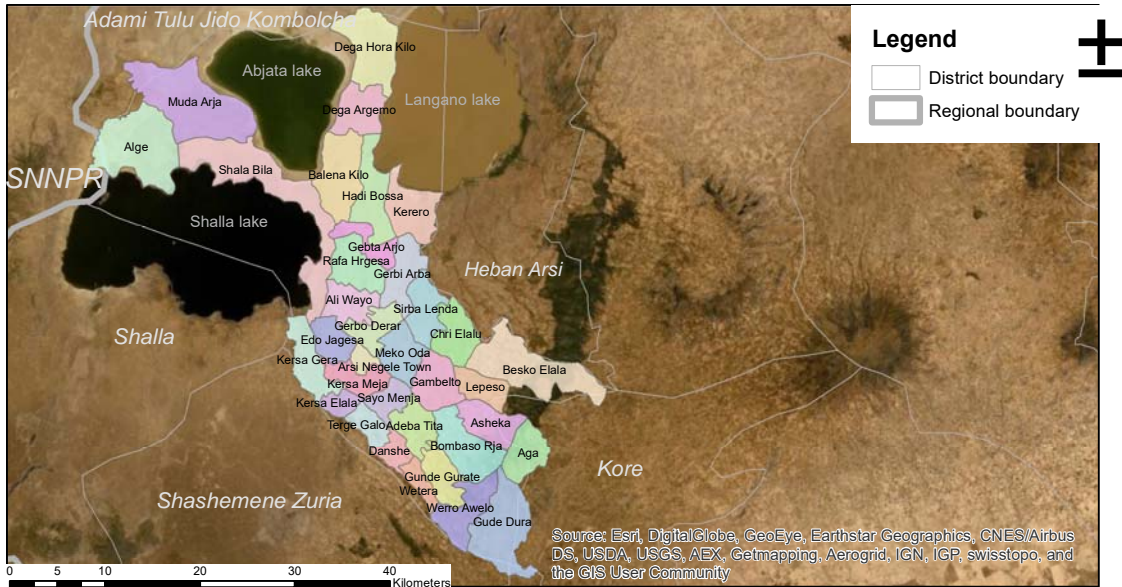 Adami Tulu Jido Kombolcha
Dega Hora Kilo
Legend
District boundary
Regional boundary
Abjata lake
Langano lake
Muda Arja
Dega Argemo
Alge
Shala Bila
Balena Kilo
SNNPR
Hadi Bossa
Kerero
Shalla lake
Gebta Arjo
Rafa Hrgesa
Gerbi Arba
Heban Arsi
Ali Wayo
Sirba Lenda
Gerbo Derar
Chri Elalu
Shalla
Edo Jagesa
Meko Oda
Kersa Gera
Arsi Negele Town
Besko Elala
Kersa Meja
Gambelto
Lepeso
Kersa Elala
Sayo Menja
Terge Galo
Adeba Tita
Asheka
Danshe
Bombaso Rja
Aga
Kore
Gunde Gurate
Wetera
Shashemene Zuria
Werro Awelo
Gude Dura
Source: Esri, DigitalGlobe, GeoEye, Earthstar Geographics, CNES/Airbus
DS, USDA, USGS, AEX, Getmapping, Aerogrid, IGN, IGP, swisstopo, and
the GIS User Community
0 5 10 20 30 40
Kilometers